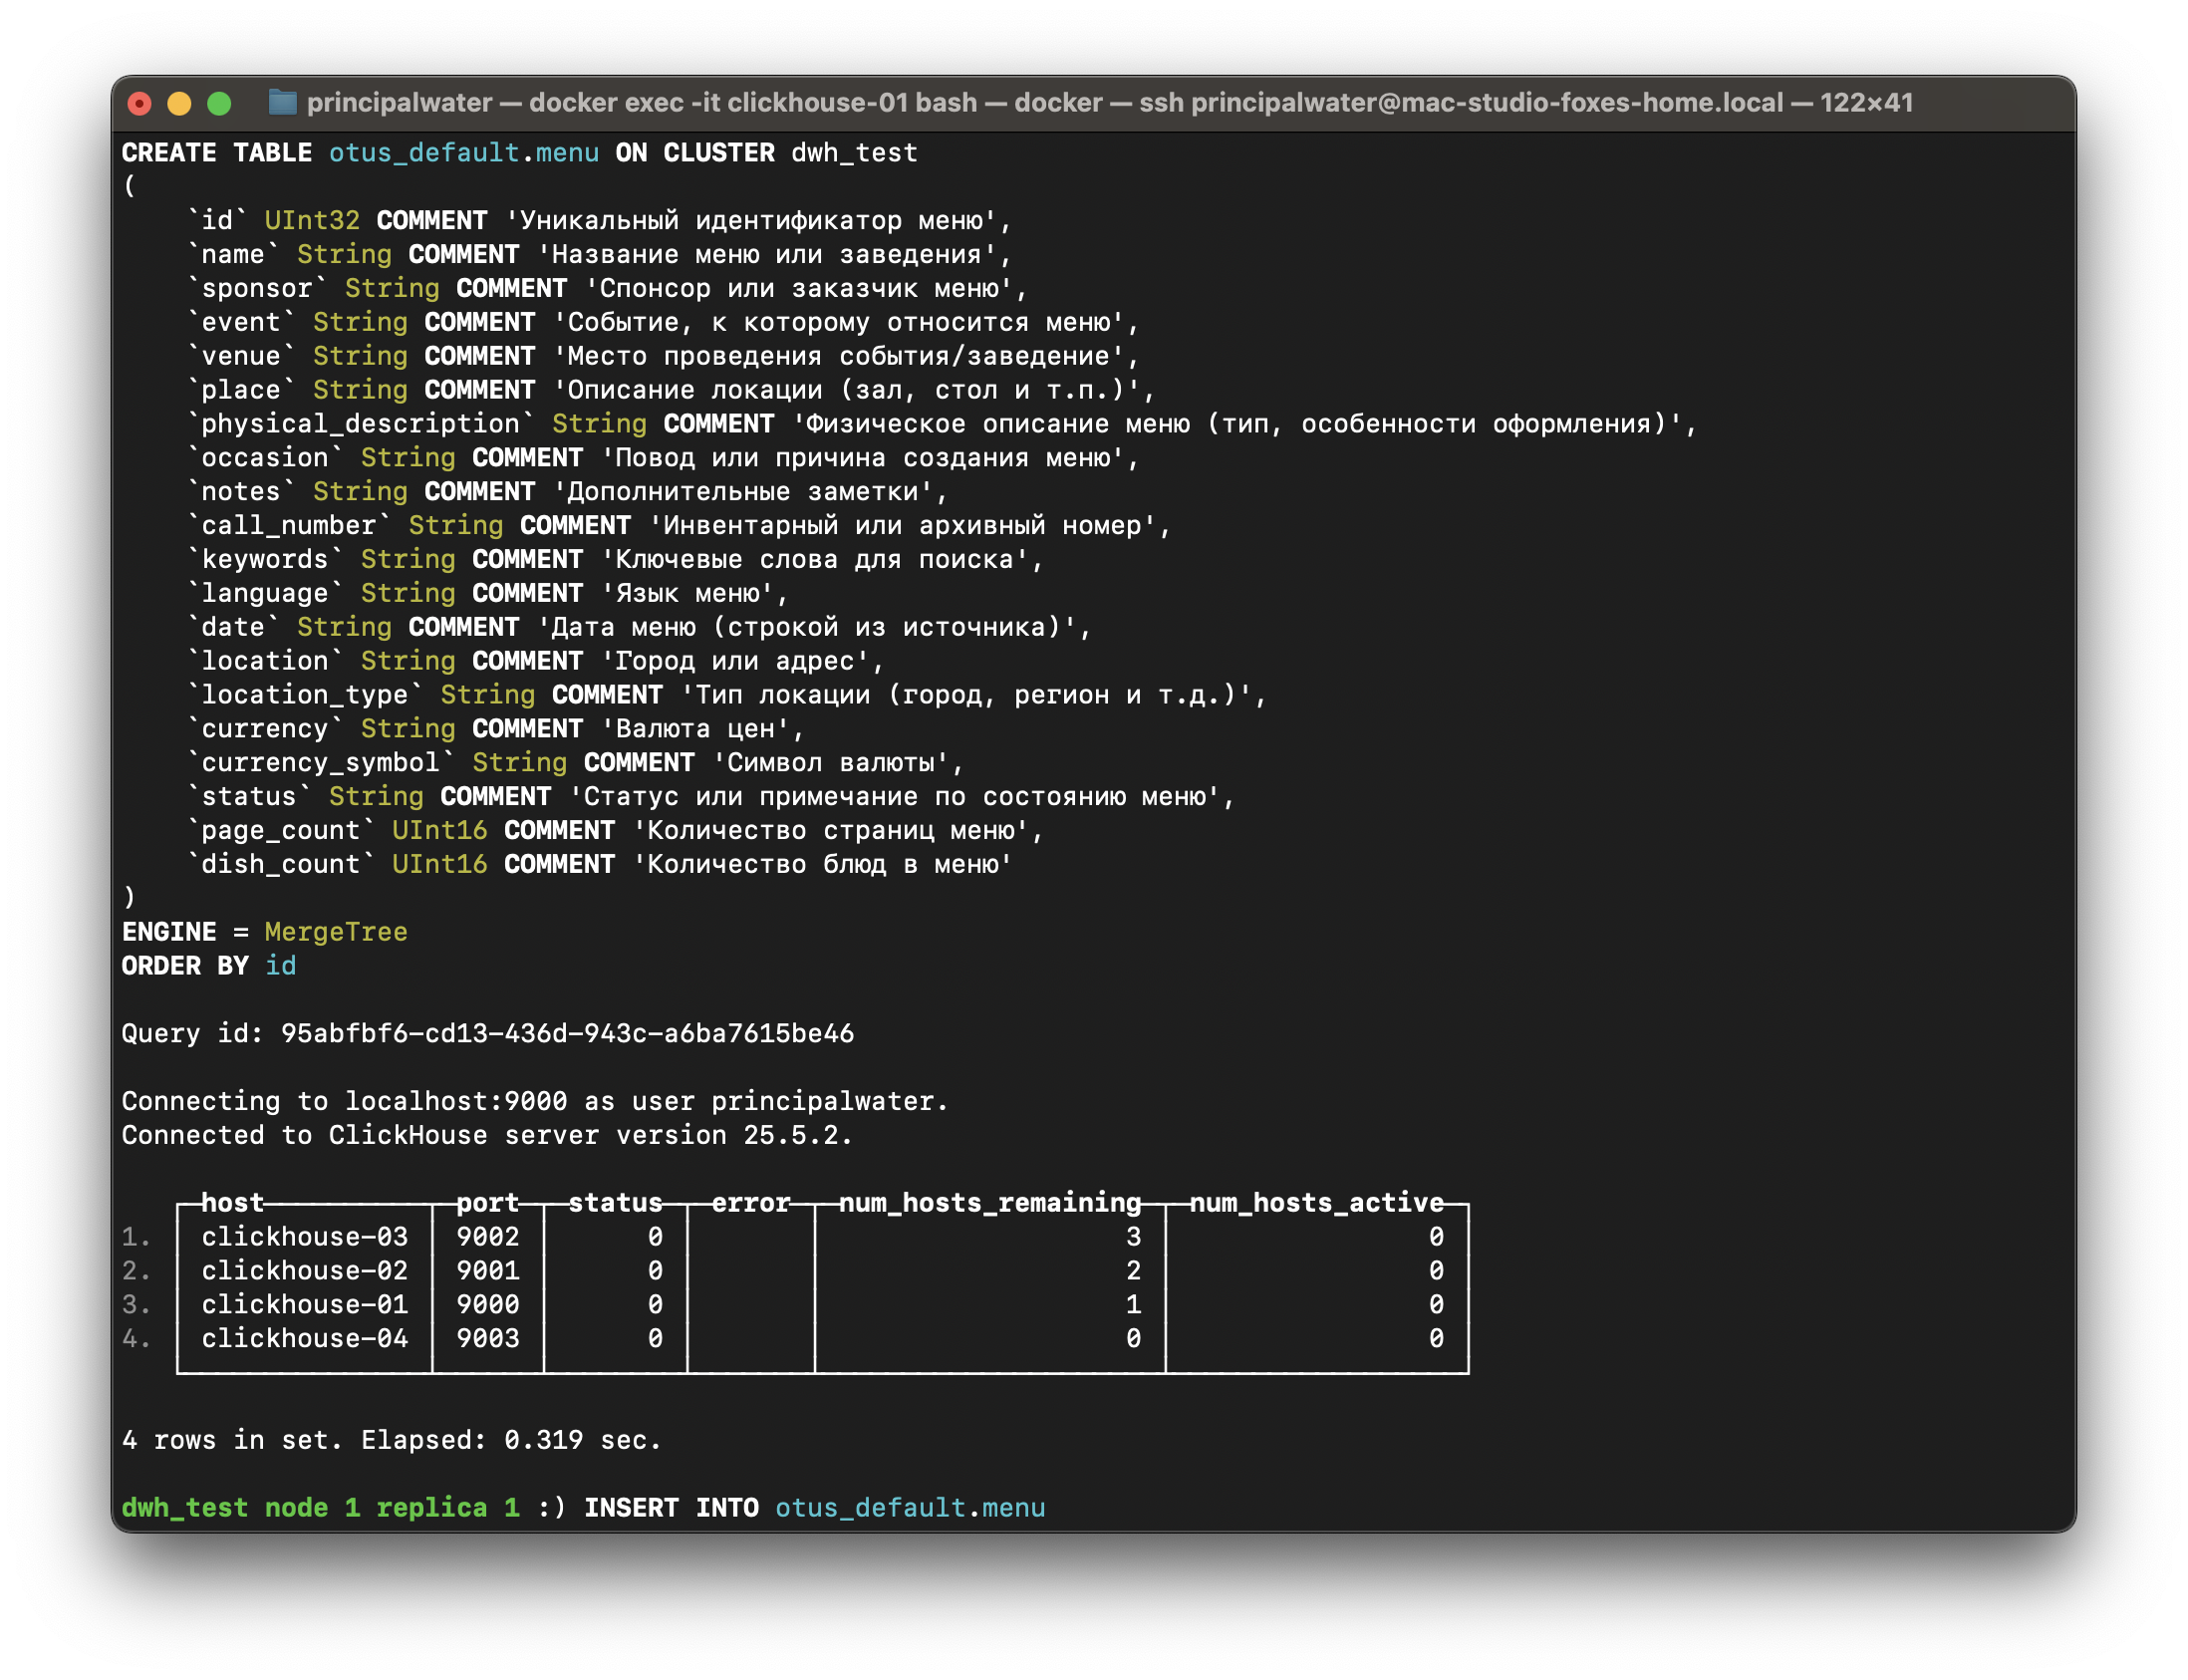 principalwater — docker exec -it clickhouse-01 bash — docker — ssh principalwater@mac-studio-foxes-home.local — 122×41
CREATE TABLE otus_default.menu ON CLUSTER dwh_test
(
    `id` UInt32 COMMENT 'Уникальный идентификатор меню',
    `name` String COMMENT 'Название меню или заведения',
    `sponsor` String COMMENT 'Спонсор или заказчик меню',
    `event` String COMMENT 'Событие, к которому относится меню',
    `venue` String COMMENT 'Место проведения события/заведение',
    `place` String COMMENT 'Описание локации (зал, стол и т.п.)',
    `physical_description` String COMMENT 'Физическое описание меню (тип, особенности оформления)',
    `occasion` String COMMENT 'Повод или причина создания меню',
    `notes` String COMMENT 'Дополнительные заметки',
    `call_number` String COMMENT 'Инвентарный или архивный номер',
    `keywords` String COMMENT 'Ключевые слова для поиска',
    `language` String COMMENT 'Язык меню',
    `date` String COMMENT 'Дата меню (строкой из источника)',
    `location` String COMMENT 'Город или адрес',
    `location_type` String COMMENT 'Тип локации (город, регион и т.д.)',
    `currency` String COMMENT 'Валюта цен',
    `currency_symbol` String COMMENT 'Символ валюты',
    `status` String COMMENT 'Статус или примечание по состоянию меню',
    `page_count` UInt16 COMMENT 'Количество страниц меню',
    `dish_count` UInt16 COMMENT 'Количество блюд в меню'
)
ENGINE = MergeTree
ORDER BY id
Query id: 95abfbf6-cd13-436d-943c-a6ba7615be46
Connecting to localhost:9000 as user principalwater.
Connected to ClickHouse server version 25.5.2.
host port status error num_hosts_remaining num_hosts_active
1. clickhouse-03 9002 0 3 0
2. clickhouse-02 9001 0 2 0
3. clickhouse-01 9000 0 1 0
4. clickhouse-04 9003 0 0 0
4 rows in set. Elapsed: 0.319 sec.
dwh_test node 1 replica 1 :) INSERT INTO otus_default.menu